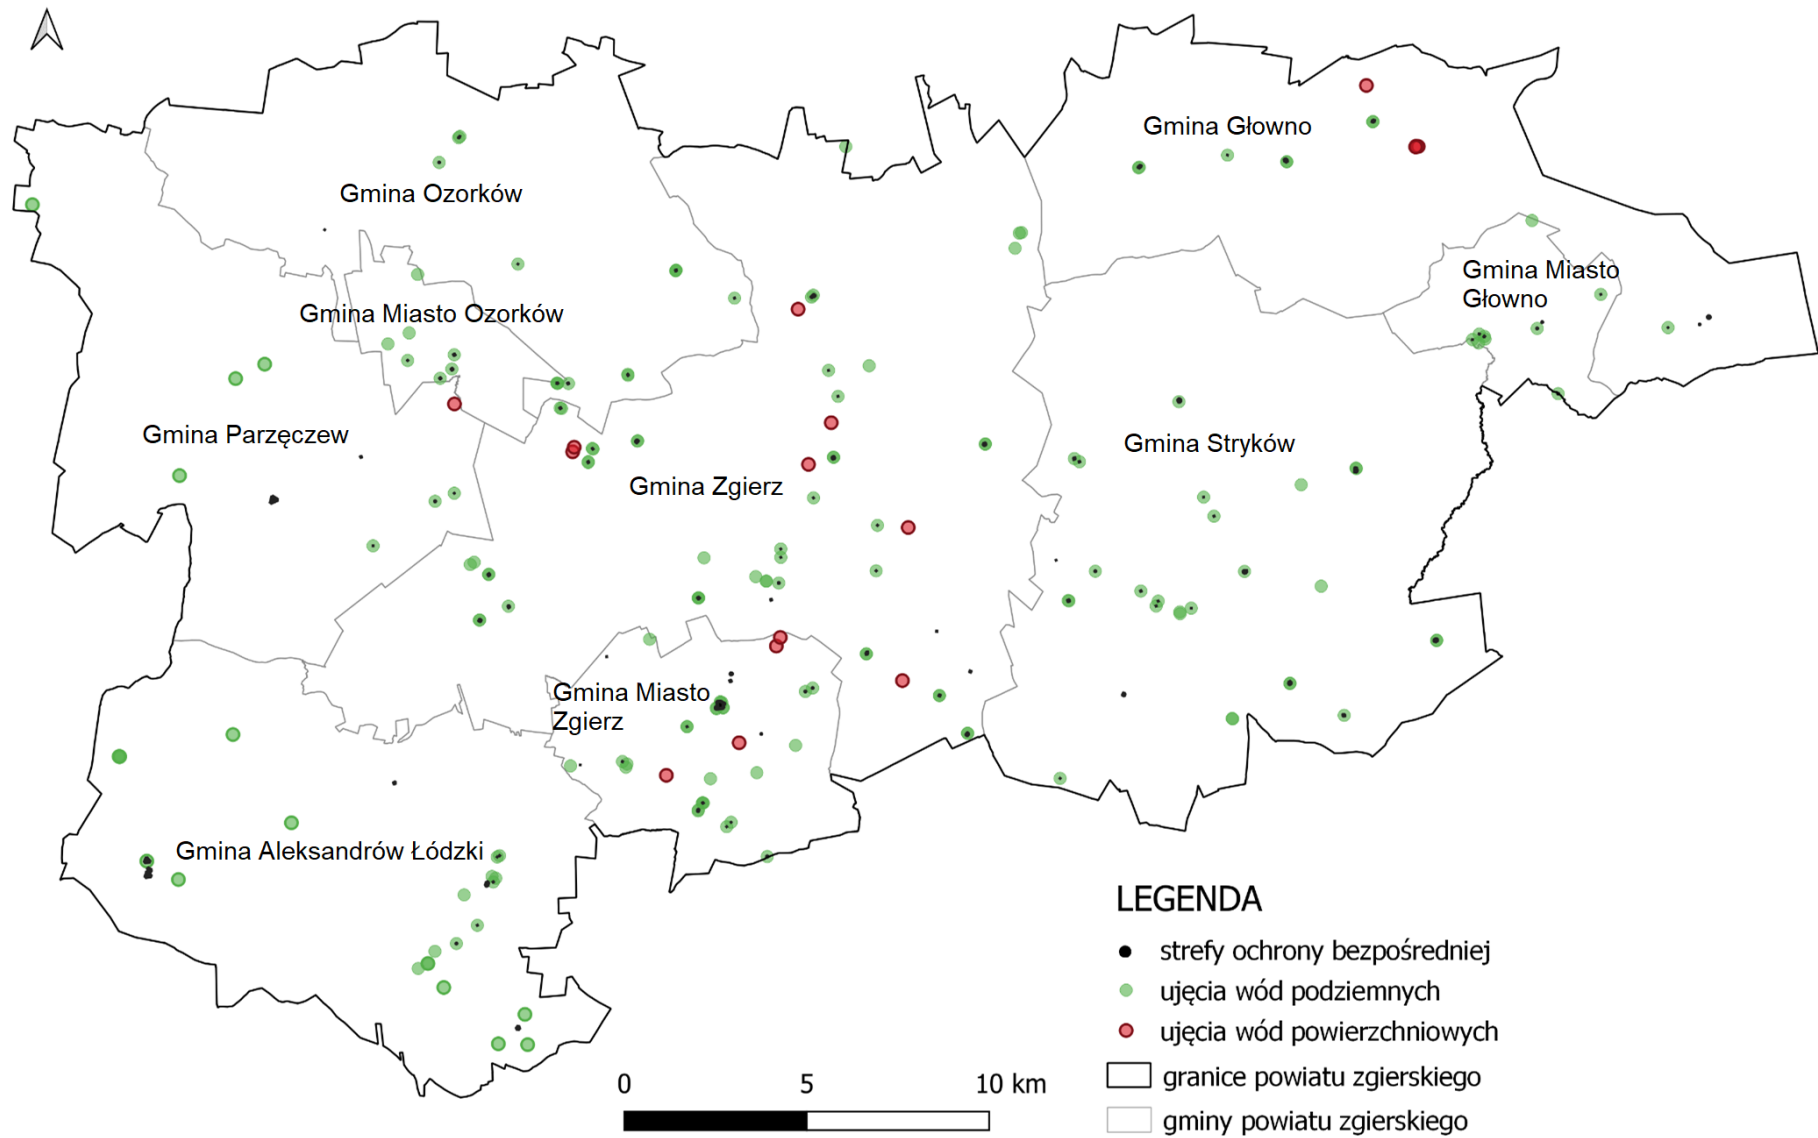 Gmina Głowno
Gmina Ozorków
Gmina Miasto
Głowno
Gmina Miasto Ozorków
Gmina Parzęczew
Gmina Stryków
Gmina Zgierz
Gmina Miasto
Zgierz
Gmina Aleksandrów Łódzki
LEGENDA
strefy ochrony bezpośredniej
ujęcia wód podziemnych
ujęcia wód powierzchniowych
granice powiatu zgierskiego
gminy powiatu zgierskiego
0 5 10 km